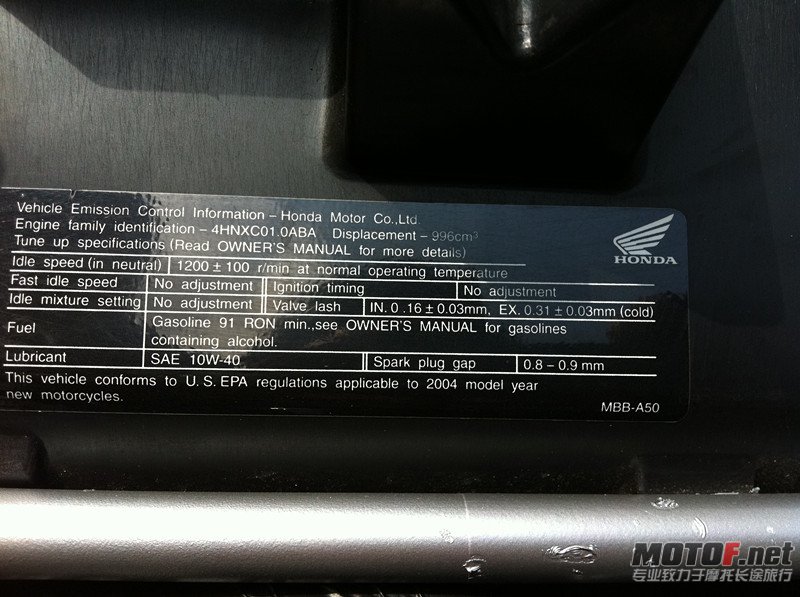 Vehicle Emission Control Information – Honda Motor Co.,Ltd.
Engine family identification – 4HNXC01.0ABA Displacement – 996cm³
Tune up specifications (Read OWNER'S MANUAL for more details)
Idle speed (in neutral) 1200 ± 100 r/min at normal operating temperature
Fast idle speed No adjustment Ignition timing No adjustment
Idle mixture setting No adjustment Valve lash IN. 0.16 ± 0.03mm, EX. 0.31 ± 0.03mm (cold)
Fuel Gasoline 91 RON min.,see OWNER'S MANUAL for gasolines
containing alcohol.
Lubricant SAE 10W-40 Spark plug gap 0.8 – 0.9 mm
This vehicle conforms to U.S.EPA regulations applicable to 2004 model year
new motorcycles.
MBB-A50
HONDA
MOTOF.net
专业致力于摩托长途旅行